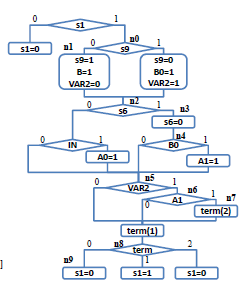 s1
0 1
s1=0 n1 0 n0 1
s9
s9=1 s9=0
B=1 B0=1
VAR2=0 VAR2=1
n2
0 s6 1 n3
s6=0
n4
0 IN 1 0 B0 1
A0=1 A1=1
n5
0 VAR2 1 n6
0 A1 1 n7
term(2)
term(1)
0 n8 term 2
n9 1
s1=0 s1=1 s1=0
]